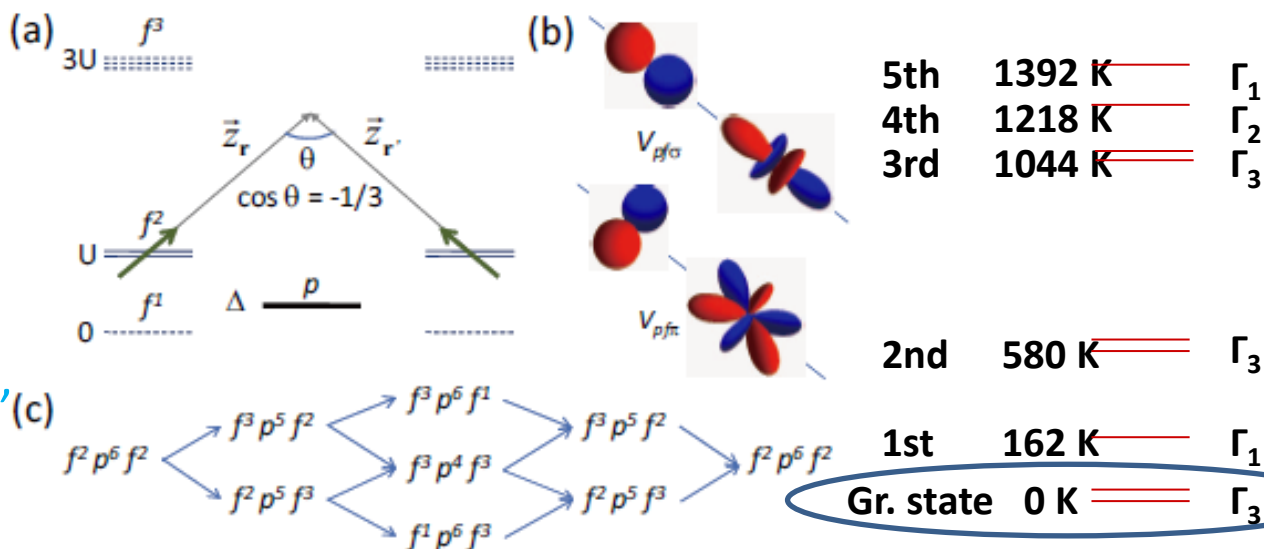 (a)
f³
3U
z⃗r
z⃗r′
θ
cos θ = -1/3
f²
U
p
Δ
f¹
0
(b)
Vpfσ
Vpfπ
(c)
f³ p⁶ f¹
f³ p⁵ f²
f³ p⁵ f²
f² p⁶ f²
f³ p⁴ f³
f² p⁶ f²
f² p⁵ f³
f² p⁵ f³
f¹ p⁶ f³
5th 1392 K Γ₁
4th 1218 K Γ₂
3rd 1044 K Γ₃
2nd 580 K Γ₃
1st 162 K Γ₁
Gr. state 0 K Γ₃